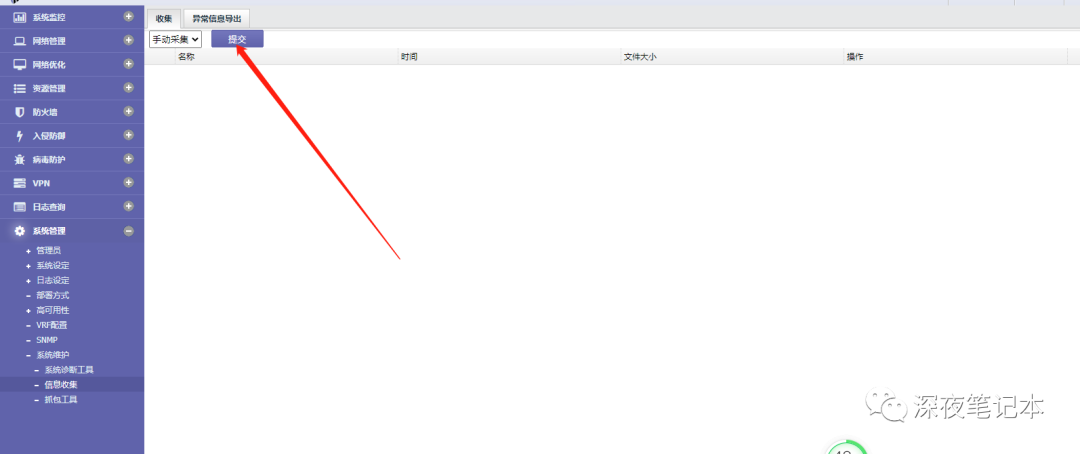 系统监控
网络管理
网络优化
资源管理
防火墙
入侵防御
病毒防护
VPN
日志查询
系统管理
管理员
系统设定
日志设定
部署方式
高可用性
VRF配置
SNMP
系统维护
系统诊断工具
信息收集
抓包工具
收集 异常信息导出
手动采集 提交
名称 时间 文件大小 操作
深夜笔记本